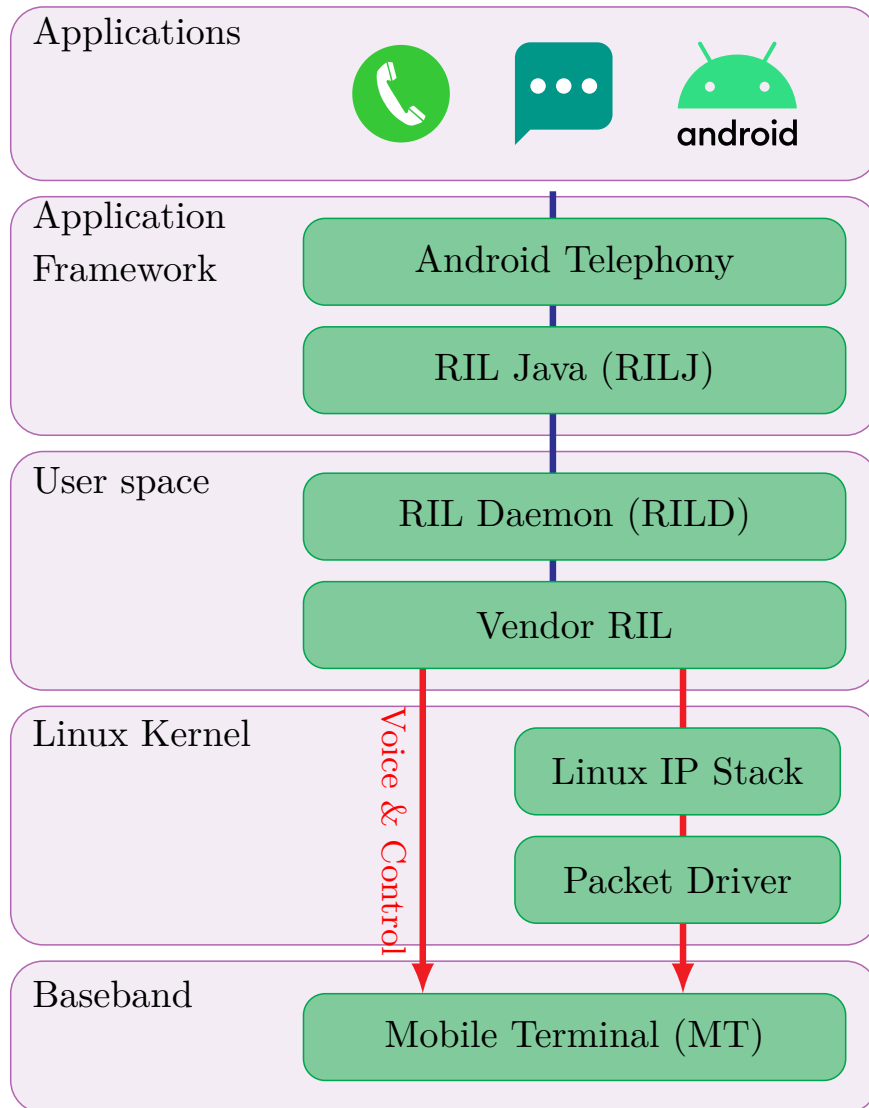 Applications
android
Application
Framework
Android Telephony
RIL Java (RILJ)
User space
RIL Daemon (RILD)
Vendor RIL
Linux Kernel
Voice & Control
Linux IP Stack
Packet Driver
Baseband
Mobile Terminal (MT)